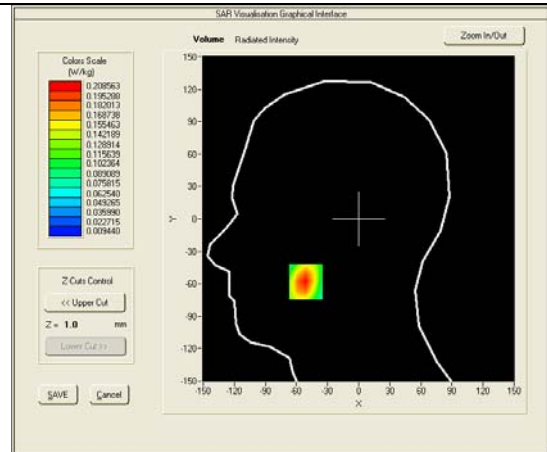 SAR Visualisation Graphical Interface
Volume Radiated Intensity
Zoom In/Out
Colors Scale
(W/kg)
0.208563
0.195288
0.182013
0.168738
0.155463
0.142189
0.128914
0.115639
0.102364
0.089089
0.075815
0.062540
0.049265
0.035990
0.022715
0.009440
Z Cuts Control
<< Upper Cut
Z = 1.0 mm
Lower Cut >>
SAVE Cancel
150
120
90
60
30
0
-30
-60
-90
-120
-150
Y
-150 -120 -90 -60 -30 0 30 60 90 120 150
X